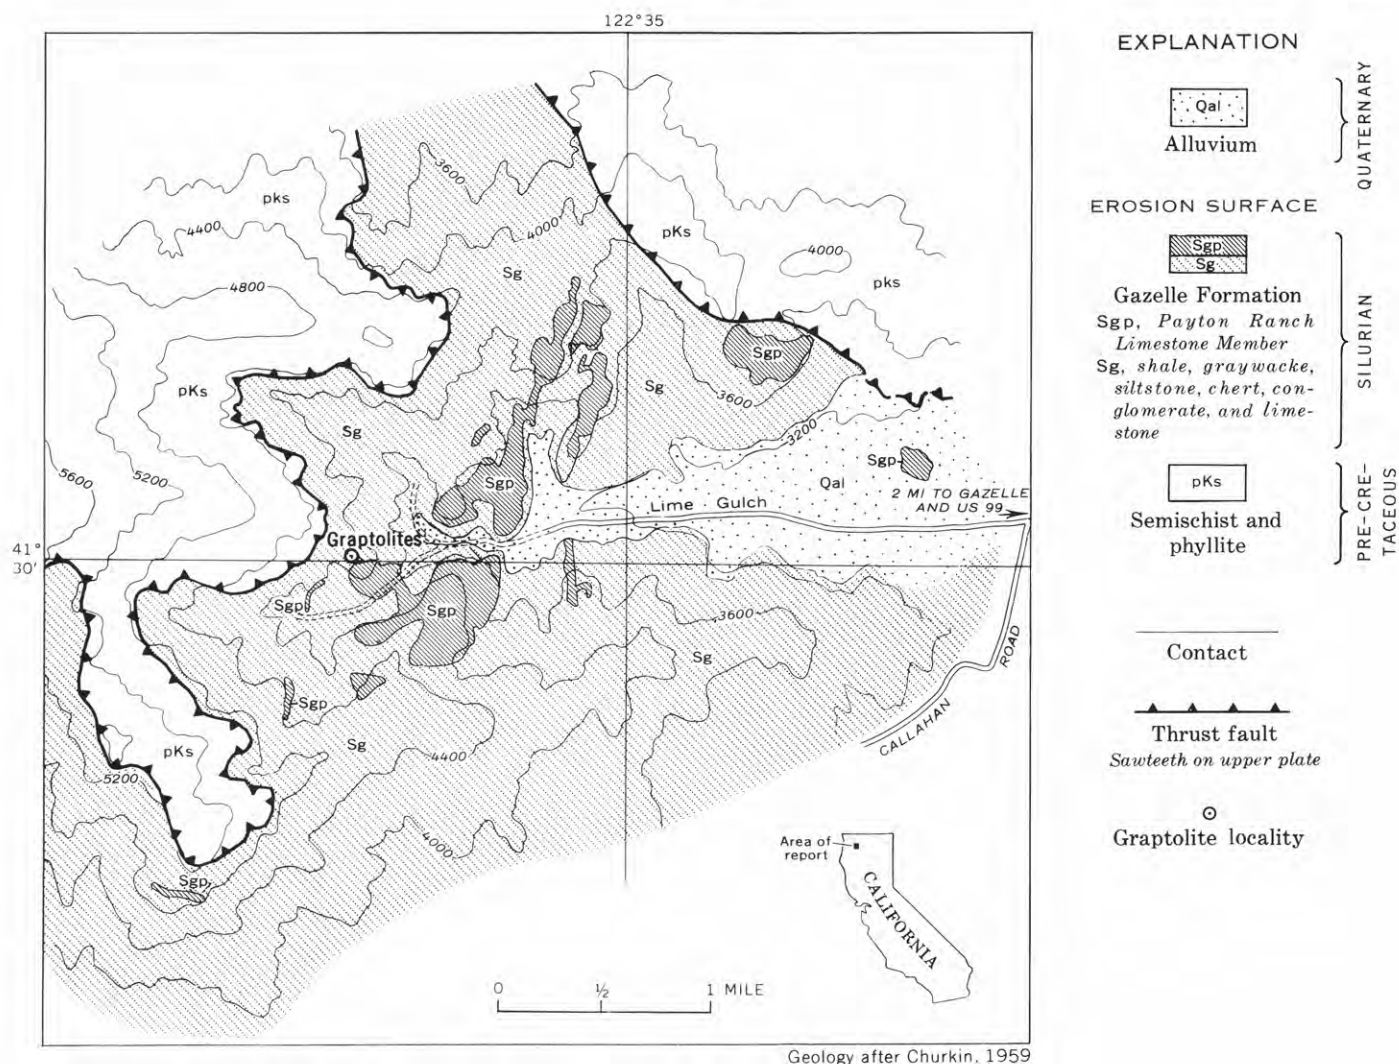 122°35
pks
3600
4400
4000
pKs
4000
4800
Sg
pks
Sgp
pKs
Sg
3600
Sg
3200
Sgp
Sgp
Qal
5600
5200
2 MI TO GAZELLE
AND US 99
Lime Gulch
Graptolites
41°
30'
Sgp
Sgp
3600
Sg
ROAD
Sgp
CALLAHAN
Sg
pKs
4400
5200
4000
Sgp
Area of
report
CALIFORNIA
0 ½ 1 MILE
Geology after Churkin, 1959
EXPLANATION
Qal
Alluvium
QUATERNARY
EROSION SURFACE
Sgp
Sg
Gazelle Formation
Sgp, Payton Ranch
Limestone Member
Sg, shale, graywacke,
siltstone, chert, con-
glomerate, and lime-
stone
SILURIAN
pKs
Semischist and
phyllite
PRE-CRE-
TACEOUS
Contact
Thrust fault
Sawteeth on upper plate
Graptolite locality